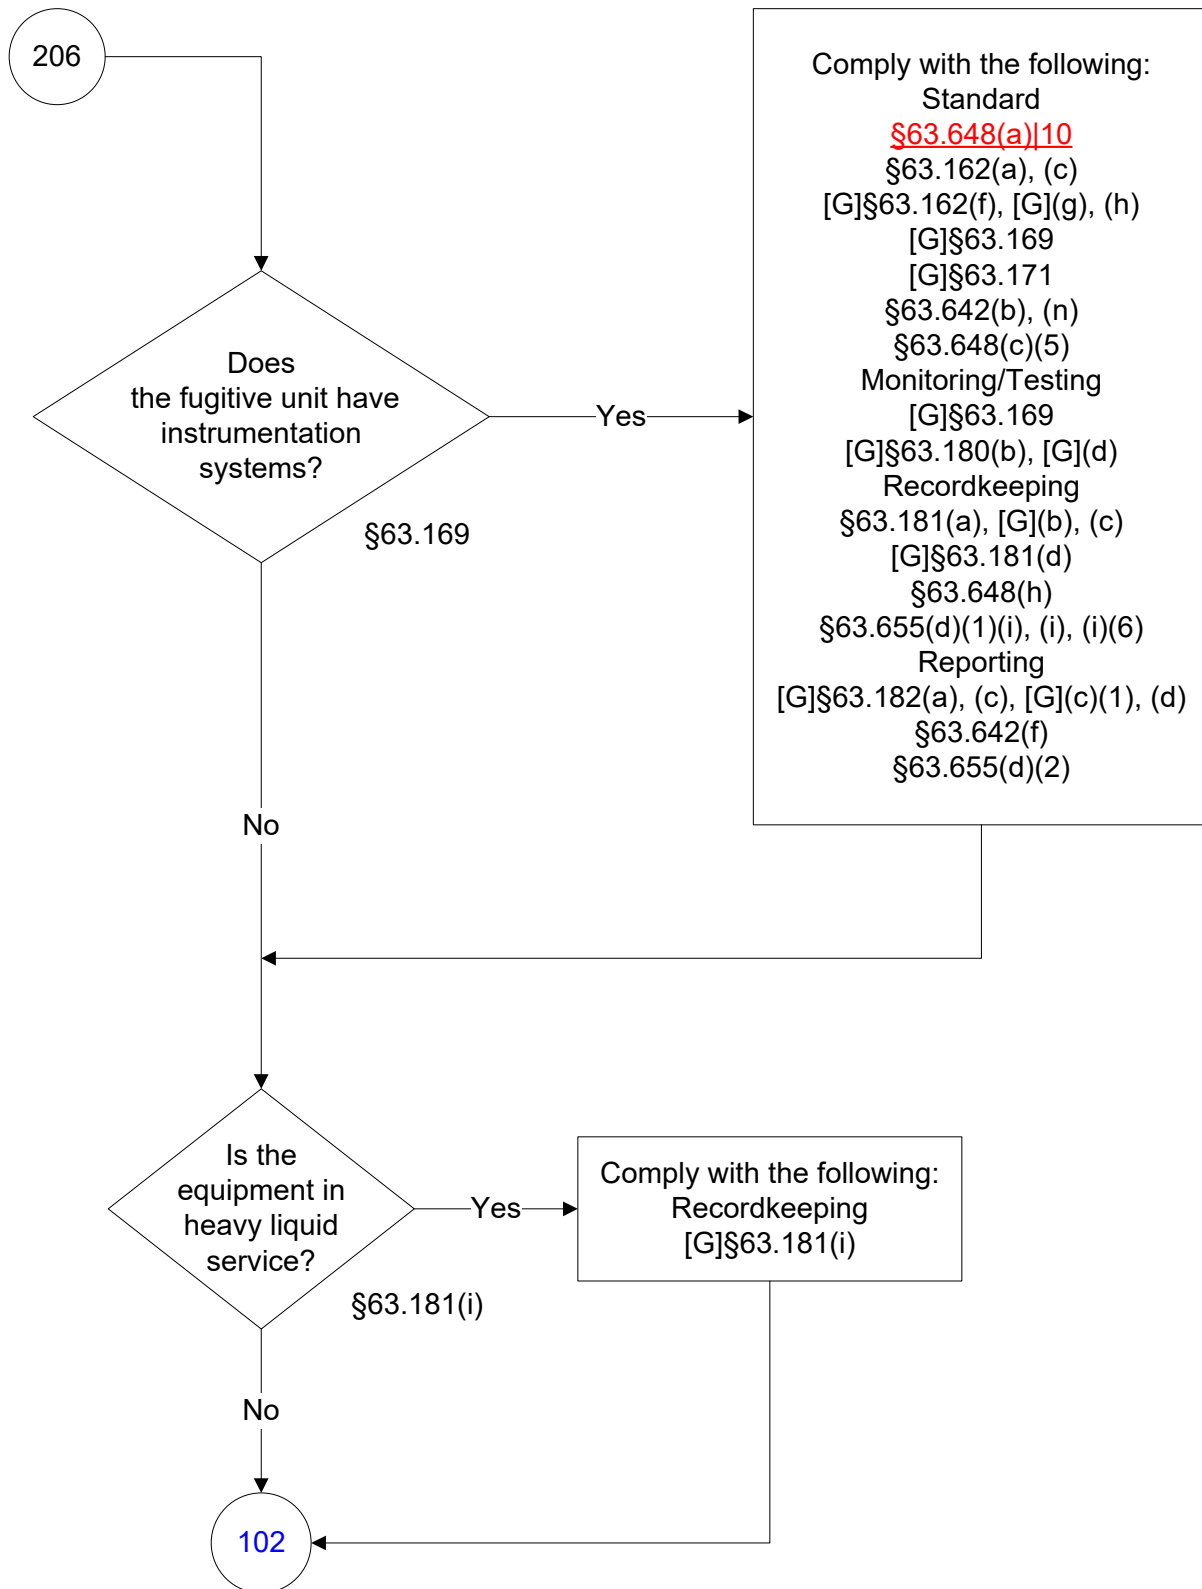 206
Comply with the following:
Standard
§63.648(a)|10
§63.162(a), (c)
[G]§63.162(f), [G](g), (h)
[G]§63.169
[G]§63.171
§63.642(b), (n)
§63.648(c)(5)
Monitoring/Testing
[G]§63.169
[G]§63.180(b), [G](d)
Recordkeeping
§63.181(a), [G](b), (c)
[G]§63.181(d)
§63.648(h)
§63.655(d)(1)(i), (i), (i)(6)
Reporting
[G]§63.182(a), (c), [G](c)(1), (d)
§63.642(f)
§63.655(d)(2)
Does
the fugitive unit have
instrumentation
systems?
Yes
§63.169
No
Is the
equipment in
heavy liquid
service?
Yes
§63.181(i)
Comply with the following:
Recordkeeping
[G]§63.181(i)
No
102